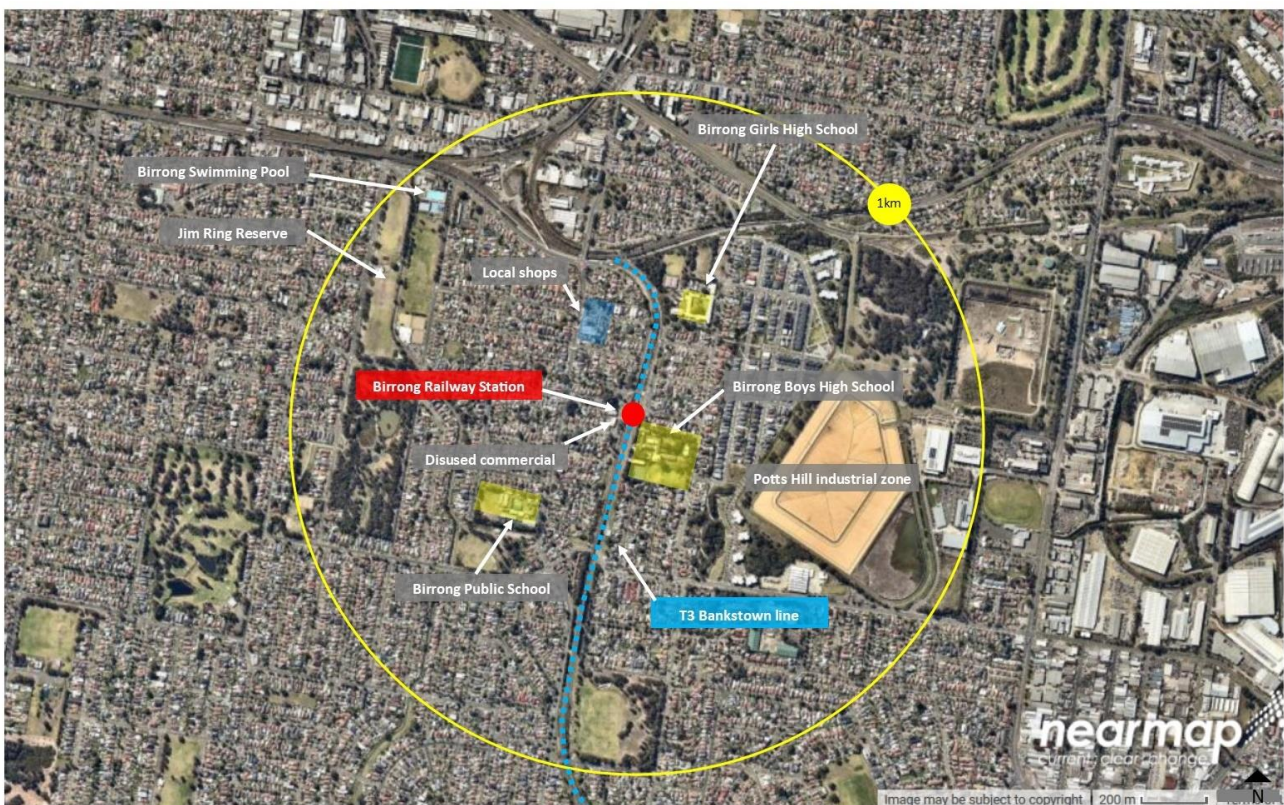 Birrong Girls High School
Birrong Swimming Pool
1km
Jim Ring Reserve
Local shops
Birrong Railway Station
Birrong Boys High School
Disused commercial
Potts Hill industrial zone
Birrong Public School
T3 Bankstown line
nearmap
current clear change
Image may be subject to copyright
200 m
N